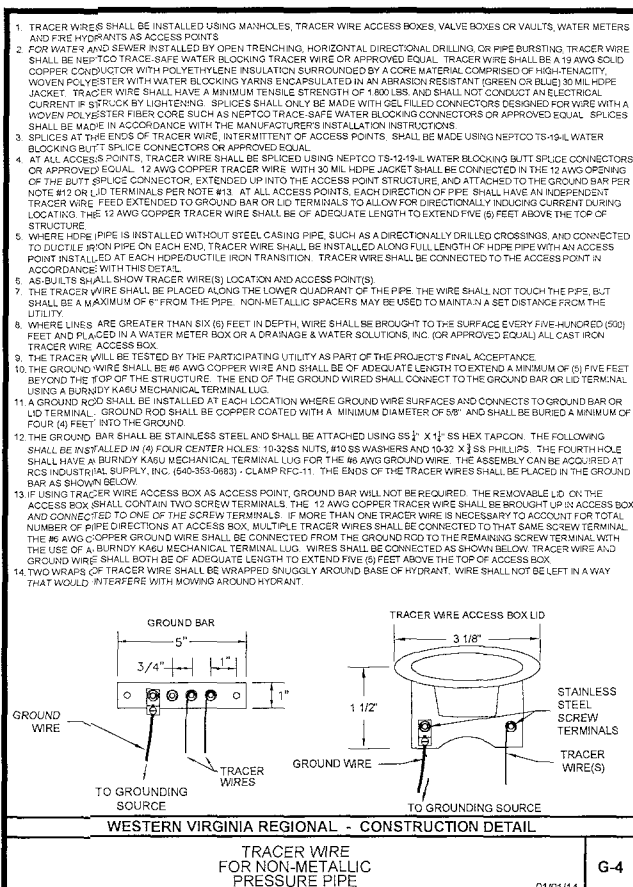 1. TRACER WIRES SHALL BE INSTALLED USING MANHOLES, TRACER WIRE ACCESS BOXES, VALVE BOXES OR VAULTS, WATER METERS
AND FIRE HYDRANTS AS ACCESS POINTS
2. FOR WATER AND SEWER INSTALLED BY OPEN TRENCHING, HORIZONTAL DIRECTIONAL DRILLING, OR PIPE BURSTING, TRACER WIRE
SHALL BE NEPTCO TRACE-SAFE WATER BLOCKING TRACER WIRE OR APPROVED EQUAL. TRACER WIRE SHALL BE A 19 AWG SOLID
COPPER CONDUCTOR WITH POLYETHYLENE INSULATION SURROUNDED BY A CORE MATERIAL COMPRISED OF HIGH-TENACITY,
WOVEN POLYESTER WITH WATER BLOCKING YARNS ENCAPSULATED IN AN ABRASION RESISTANT (GREEN OR BLUE) 30 MIL HDPE
JACKET. TRACER WIRE SHALL HAVE A MINIMUM TENSILE STRENGTH OF 1,800 LBS, AND SHALL NOT CONDUCT AN ELECTRICAL
CURRENT IF STRUCK BY LIGHTENING. SPLICES SHALL ONLY BE MADE WITH GEL FILLED CONNECTORS DESIGNED FOR WIRE WITH A
WOVEN POLYESTER FIBER CORE SUCH AS NEPTCO TRACE-SAFE WATER BLOCKING CONNECTORS OR APPROVED EQUAL SPLICES
SHALL BE MADE IN ACCORDANCE WITH THE MANUFACTURER'S INSTALLATION INSTRUCTIONS.
3. SPLICES AT THE ENDS OF TRACER WIRE, INTERMITTENT OF ACCESS POINTS, SHALL BE MADE USING NEPTCO TS-19-IL WATER
BLOCKING BUTT SPLICE CONNECTORS OR APPROVED EQUAL
4. AT ALL ACCESS POINTS, TRACER WIRE SHALL BE SPLICED USING NEPTCO TS-12-19-IL WATER BLOCKING BUTT SPLICE CONNECTORS
OR APPROVED EQUAL. 12 AWG COPPER TRACER WIRE WITH 30 MIL HDPE JACKET SHALL BE CONNECTED IN THE 12 AWG OPENING
OF THE BUTT SPLICE CONNECTOR, EXTENDED UP INTO THE ACCESS POINT STRUCTURE, AND ATTACHED TO THE GROUND BAR PER
NOTE #12 OR LID TERMINALS PER NOTE #13. AT ALL ACCESS POINTS, EACH DIRECTION OF PIPE SHALL HAVE AN INDEPENDENT
TRACER WIRE FEED EXTENDED TO GROUND BAR OR LID TERMINALS TO ALLOW FOR DIRECTIONALLY INDUCING CURRENT DURING
LOCATING. THE 12 AWG COPPER TRACER WIRE SHALL BE OF ADEQUATE LENGTH TO EXTEND FIVE (5) FEET ABOVE THE TOP OF
STRUCTURE.
5. WHERE HDPE PIPE IS INSTALLED WITHOUT STEEL CASING PIPE, SUCH AS A DIRECTIONALLY DRILLED CROSSINGS, AND CONNECTED
TO DUCTILE IRON PIPE ON EACH END, TRACER WIRE SHALL BE INSTALLED ALONG FULL LENGTH OF HDPE PIPE WITH AN ACCESS
POINT INSTALLED AT EACH HDPE/DUCTILE IRON TRANSITION. TRACER WIRE SHALL BE CONNECTED TO THE ACCESS POINT IN
ACCORDANCE WITH THIS DETAIL.
6. AS-BUILTS SHALL SHOW TRACER WIRE(S) LOCATION AND ACCESS POINT(S).
7. THE TRACER WIRE SHALL BE PLACED ALONG THE LOWER QUADRANT OF THE PIPE. THE WIRE SHALL NOT TOUCH THE PIPE, BUT
SHALL BE A MAXIMUM OF 6" FROM THE PIPE. NON-METALLIC SPACERS MAY BE USED TO MAINTAIN A SET DISTANCE FROM THE
UTILITY.
8. WHERE LINES ARE GREATER THAN SIX (6) FEET IN DEPTH, WIRE SHALL BE BROUGHT TO THE SURFACE EVERY FIVE-HUNDRED (500)
FEET AND PLACED IN A WATER METER BOX OR A DRAINAGE & WATER SOLUTIONS, INC. (OR APPROVED EQUAL) ALL CAST IRON
TRACER WIRE ACCESS BOX.
9. THE TRACER WILL BE TESTED BY THE PARTICIPATING UTILITY AS PART OF THE PROJECT'S FINAL ACCEPTANCE.
10. THE GROUND WIRE SHALL BE #6 AWG COPPER WIRE AND SHALL BE OF ADEQUATE LENGTH TO EXTEND A MINIMUM OF (5) FIVE FEET
BEYOND THE TOP OF THE STRUCTURE. THE END OF THE GROUND WIRED SHALL CONNECT TO THE GROUND BAR OR LID TERMINAL
USING A BURNDY KA6U MECHANICAL TERMINAL LUG.
11. A GROUND ROD SHALL BE INSTALLED AT EACH LOCATION WHERE GROUND WIRE SURFACES AND CONNECTS TO GROUND BAR OR
LID TERMINAL. GROUND ROD SHALL BE COPPER COATED WITH A MINIMUM DIAMETER OF 5/8" AND SHALL BE BURIED A MINIMUM OF
FOUR (4) FEET INTO THE GROUND.
12. THE GROUND BAR SHALL BE STAINLESS STEEL AND SHALL BE ATTACHED USING SS 1/4" X 1 1/4" SS HEX TAPCON. THE FOLLOWING
SHALL BE INSTALLED IN (4) FOUR CENTER HOLES: 10-32SS NUTS, #10 SS WASHERS AND 10-32 X 3/4 SS PHILLIPS. THE FOURTH HOLE
SHALL HAVE A BURNDY KA6U MECHANICAL TERMINAL LUG FOR THE #6 AWG GROUND WIRE. THE ASSEMBLY CAN BE ACQUIRED AT
RCS INDUSTRIAL SUPPLY, INC. (540-353-0683) - CLAMP RFC-11. THE ENDS OF THE TRACER WIRES SHALL BE PLACED IN THE GROUND
BAR AS SHOWN BELOW.
13. IF USING TRACER WIRE ACCESS BOX AS ACCESS POINT, GROUND BAR WILL NOT BE REQUIRED. THE REMOVABLE LID ON THE
ACCESS BOX SHALL CONTAIN TWO SCREW TERMINALS. THE 12 AWG COPPER TRACER WIRE SHALL BE BROUGHT UP IN ACCESS BOX
AND CONNECTED TO ONE OF THE SCREW TERMINALS. IF MORE THAN ONE TRACER WIRE IS NECESSARY TO ACCOUNT FOR TOTAL
NUMBER OF PIPE DIRECTIONS AT ACCESS BOX, MULTIPLE TRACER WIRES SHALL BE CONNECTED TO THAT SAME SCREW TERMINAL.
THE #6 AWG COPPER GROUND WIRE SHALL BE CONNECTED FROM THE GROUND ROD TO THE REMAINING SCREW TERMINAL WITH
THE USE OF A BURNDY KA6U MECHANICAL TERMINAL LUG. WIRES SHALL BE CONNECTED AS SHOWN BELOW. TRACER WIRE AND
GROUND WIRE SHALL BOTH BE OF ADEQUATE LENGTH TO EXTEND FIVE (5) FEET ABOVE THE TOP OF ACCESS BOX
14. TWO WRAPS OF TRACER WIRE SHALL BE WRAPPED SNUGGLY AROUND BASE OF HYDRANT. WIRE SHALL NOT BE LEFT IN A WAY
THAT WOULD INTERFERE WITH MOWING AROUND HYDRANT.
GROUND BAR
5"
3/4"
1"
1"
GROUND
WIRE
TRACER
WIRES
TO GROUNDING
SOURCE
TRACER WIRE ACCESS BOX LID
3 1/8"
1 1/2"
STAINLESS
STEEL
SCREW
TERMINALS
GROUND WIRE
TRACER
WIRE(S)
TO GROUNDING SOURCE
WESTERN VIRGINIA REGIONAL - CONSTRUCTION DETAIL
TRACER WIRE
FOR NON-METALLIC
PRESSURE PIPE
G-4
01/01/14